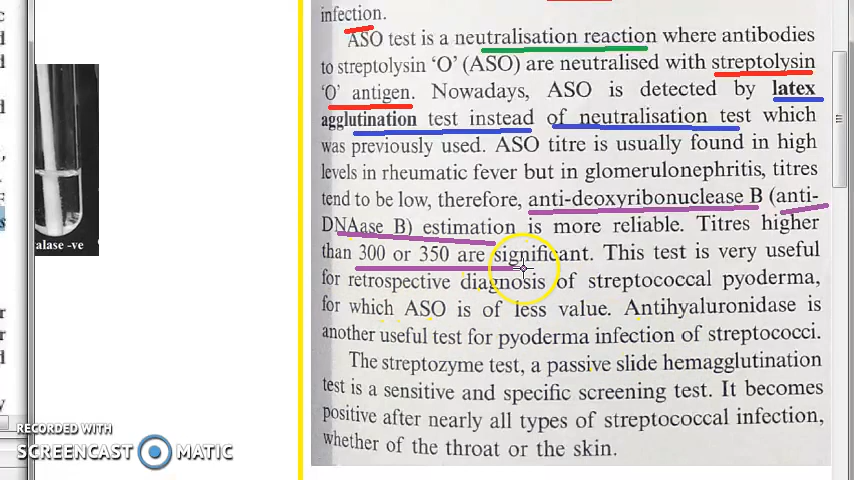 infection.
ASO test is a neutralisation reaction where antibodies
to streptolysin ‘O’ (ASO) are neutralised with streptolysin
‘O’ antigen. Nowadays, ASO is detected by latex
agglutination test instead of neutralisation test which
was previously used. ASO titre is usually found in high
levels in rheumatic fever but in glomerulonephritis, titres
tend to be low, therefore, anti-deoxyribonuclease B (anti-
DNAase B) estimation is more reliable. Titres higher
than 300 or 350 are significant. This test is very useful
for retrospective diagnosis of streptococcal pyoderma,
for which ASO is of less value. Antihyaluronidase is
another useful test for pyoderma infection of streptococci.
The streptozyme test, a passive slide hemagglutination
test is a sensitive and specific screening test. It becomes
positive after nearly all types of streptococcal infection,
whether of the throat or the skin.
alase -ve
RECORDED WITH
SCREENCAST MATIC